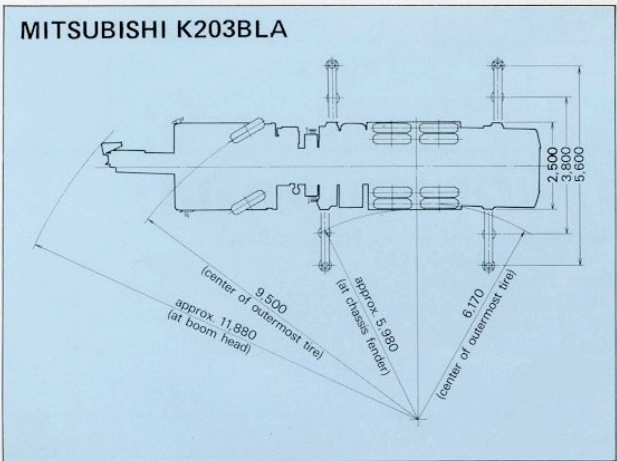 MITSUBISHI K203BLA
2,500
3,800
5,600
9,500
(center of outermost tire)
approx. 11,880
(at boom head)
approx. 5,980
(at chassis fender)
6,170
(center of outermost tire)